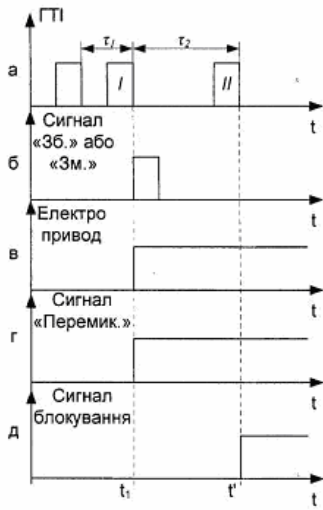 ГТІ
τ1
τ2
а
I
II
t
Сигнал
«Зб.» або
«Зм.»
б
t
Електро
привод
в
t
Сигнал
«Перемик.»
г
t
Сигнал
блокування
д
t1
t'
t